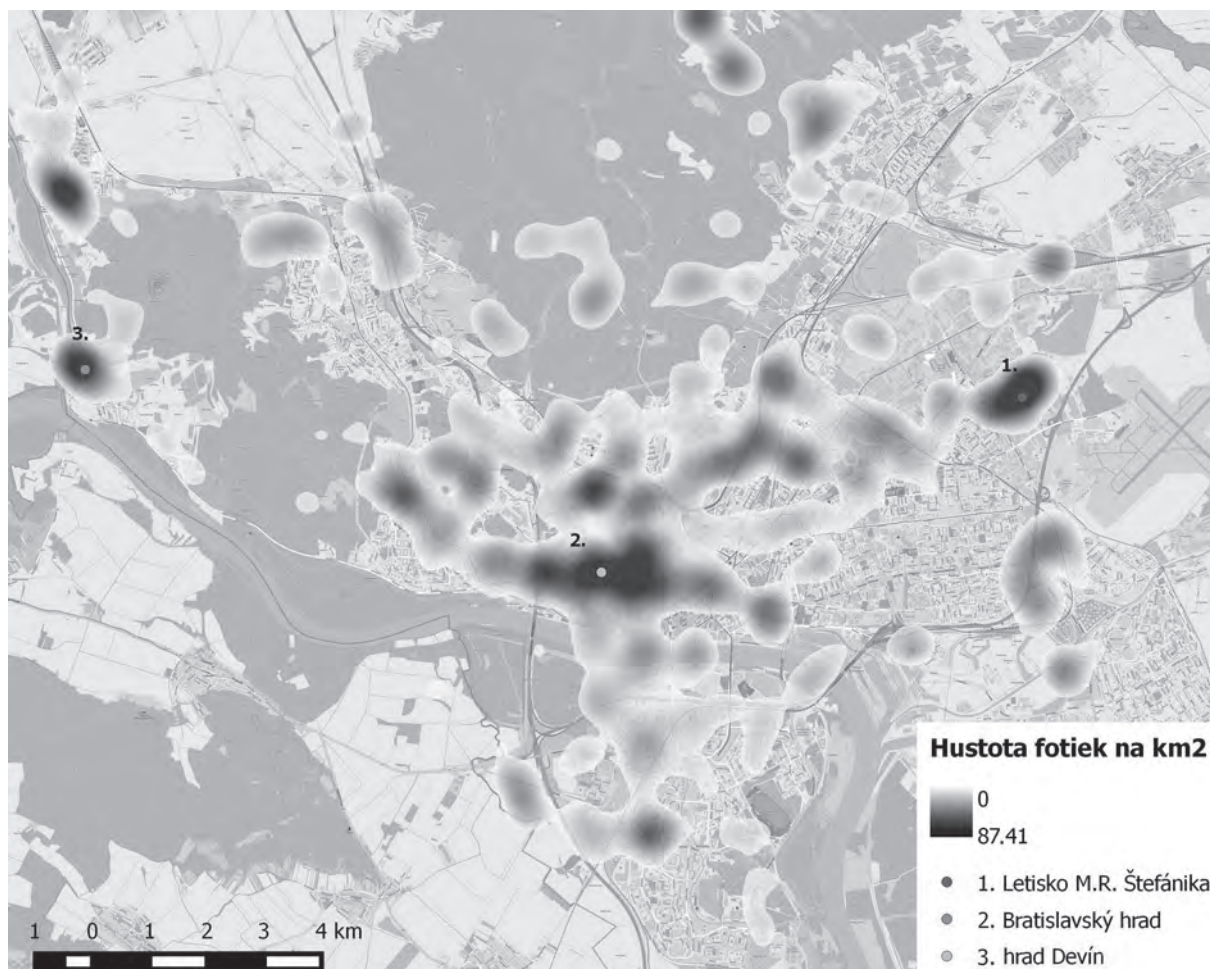 3.
1.
2.
Hustota fotiek na km2
0
87.41
1. Letisko M.R. Štefánika
2. Bratislavský hrad
3. hrad Devín
1 0 1 2 3 4 km